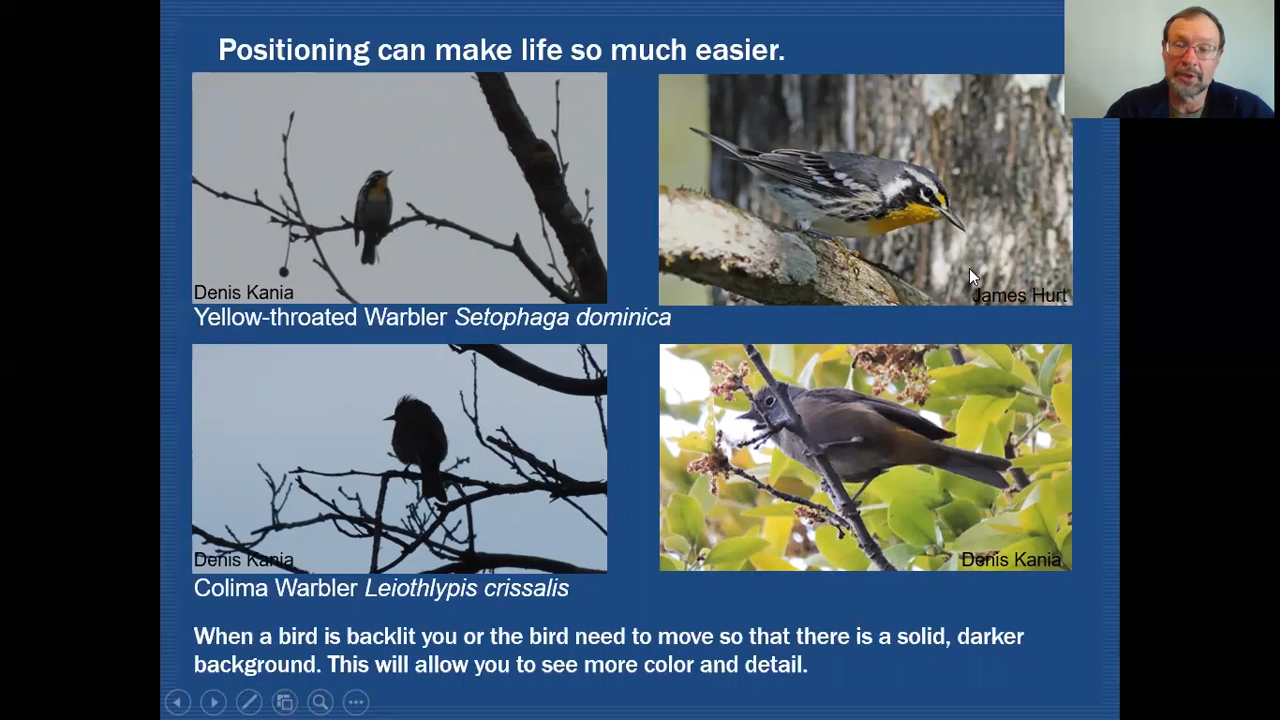 Positioning can make life so much easier.
Denis Kania
James Hurt
Yellow-throated Warbler Setophaga dominica
Denis Kania
Denis Kania
Colima Warbler Leiothlypis crissalis
When a bird is backlit you or the bird need to move so that there is a solid, darker
background. This will allow you to see more color and detail.